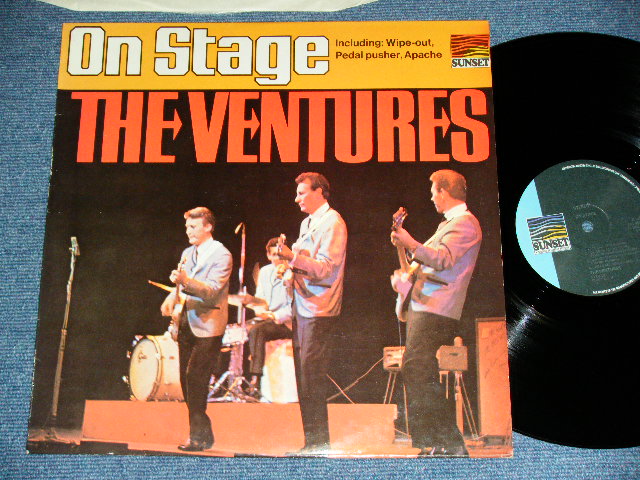 On Stage
Including: Wipe-out,
Pedal pusher, Apache
SUNSET
THE VENTURES
SUNSET